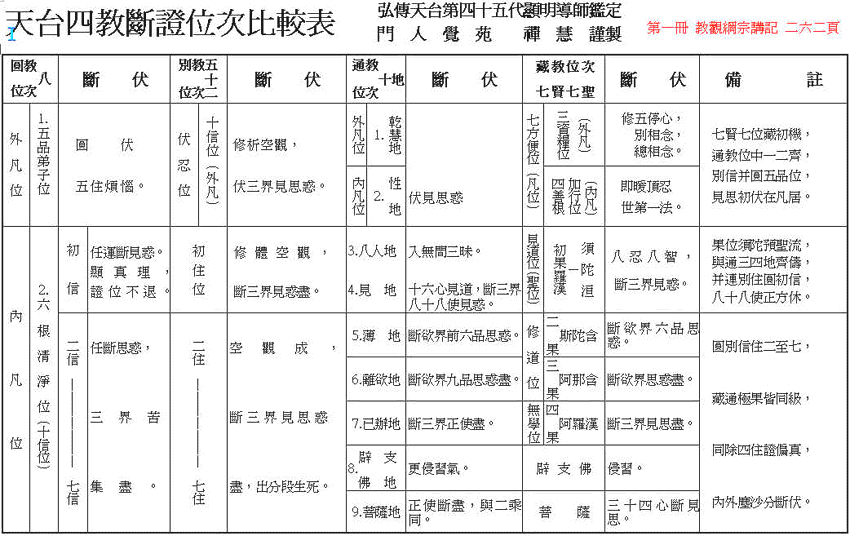 天台四教斷證位次比較表
弘傳天台第四十五代顯明導師鑑定
門人覺苑 禪慧謹製
第一冊 教觀綱宗講記 二六二頁
圓教八位次
斷伏
別教五十二位次
斷伏
通教十地位次
斷伏
藏教位次七賢七聖
斷伏
備註
外凡位
1.五品弟子位
圓伏
五住煩惱。
伏忍位
十信位(外凡)
修析空觀,
伏三界見思惑。
外凡位
1.乾慧地
內凡位
2.性地
伏見思惑
七方便位(凡位)
三資糧位(外凡)
修五停心,
別相念,
總相念。
四善根
加行位(內凡)
即暖頂忍
世第一法。
七賢七位藏初機,
通教位中一二齊,
別信并圓五品位,
見思初伏在凡居。
內凡位
2.六根清淨位(十信位)
初信
任運斷見惑。
顯真理,
證位不退。
初住位
修體空觀,
斷三界見惑盡。
3.八人地
入無間三昧。
4.見地
十六心見道,斷三界
八十八使見惑。
見道位(聖位)
初果羅漢
一
須陀洹
八忍八智,
斷三界見惑。
果位須陀預聖流,
與通三四地齊儔,
并連別住圓初信,
八十八使正方休。
二信
七信
任斷思惑,
三界苦
集盡。
二住
七住
空觀成,
斷三界見思惑
盡,出分段生死。
5.薄地
斷欲界前六品思惑。
修道位
二果
斯陀含
斷欲界六品思
惑。
6.離欲地
斷欲界九品思惑盡。
三果
阿那含
斷欲界思惑盡。
7.已辦地
斷三界正使盡。
無學位
四果
阿羅漢
斷三界見思盡。
8.辟支佛地
更侵習氣。
辟支佛
侵習。
9.菩薩地
正使斷盡,與二乘
同。
菩薩
三十四心斷見
思。
圓別信住二至七,
藏通極果皆同級,
同除四住證偏真,
內外塵沙分斷伏。